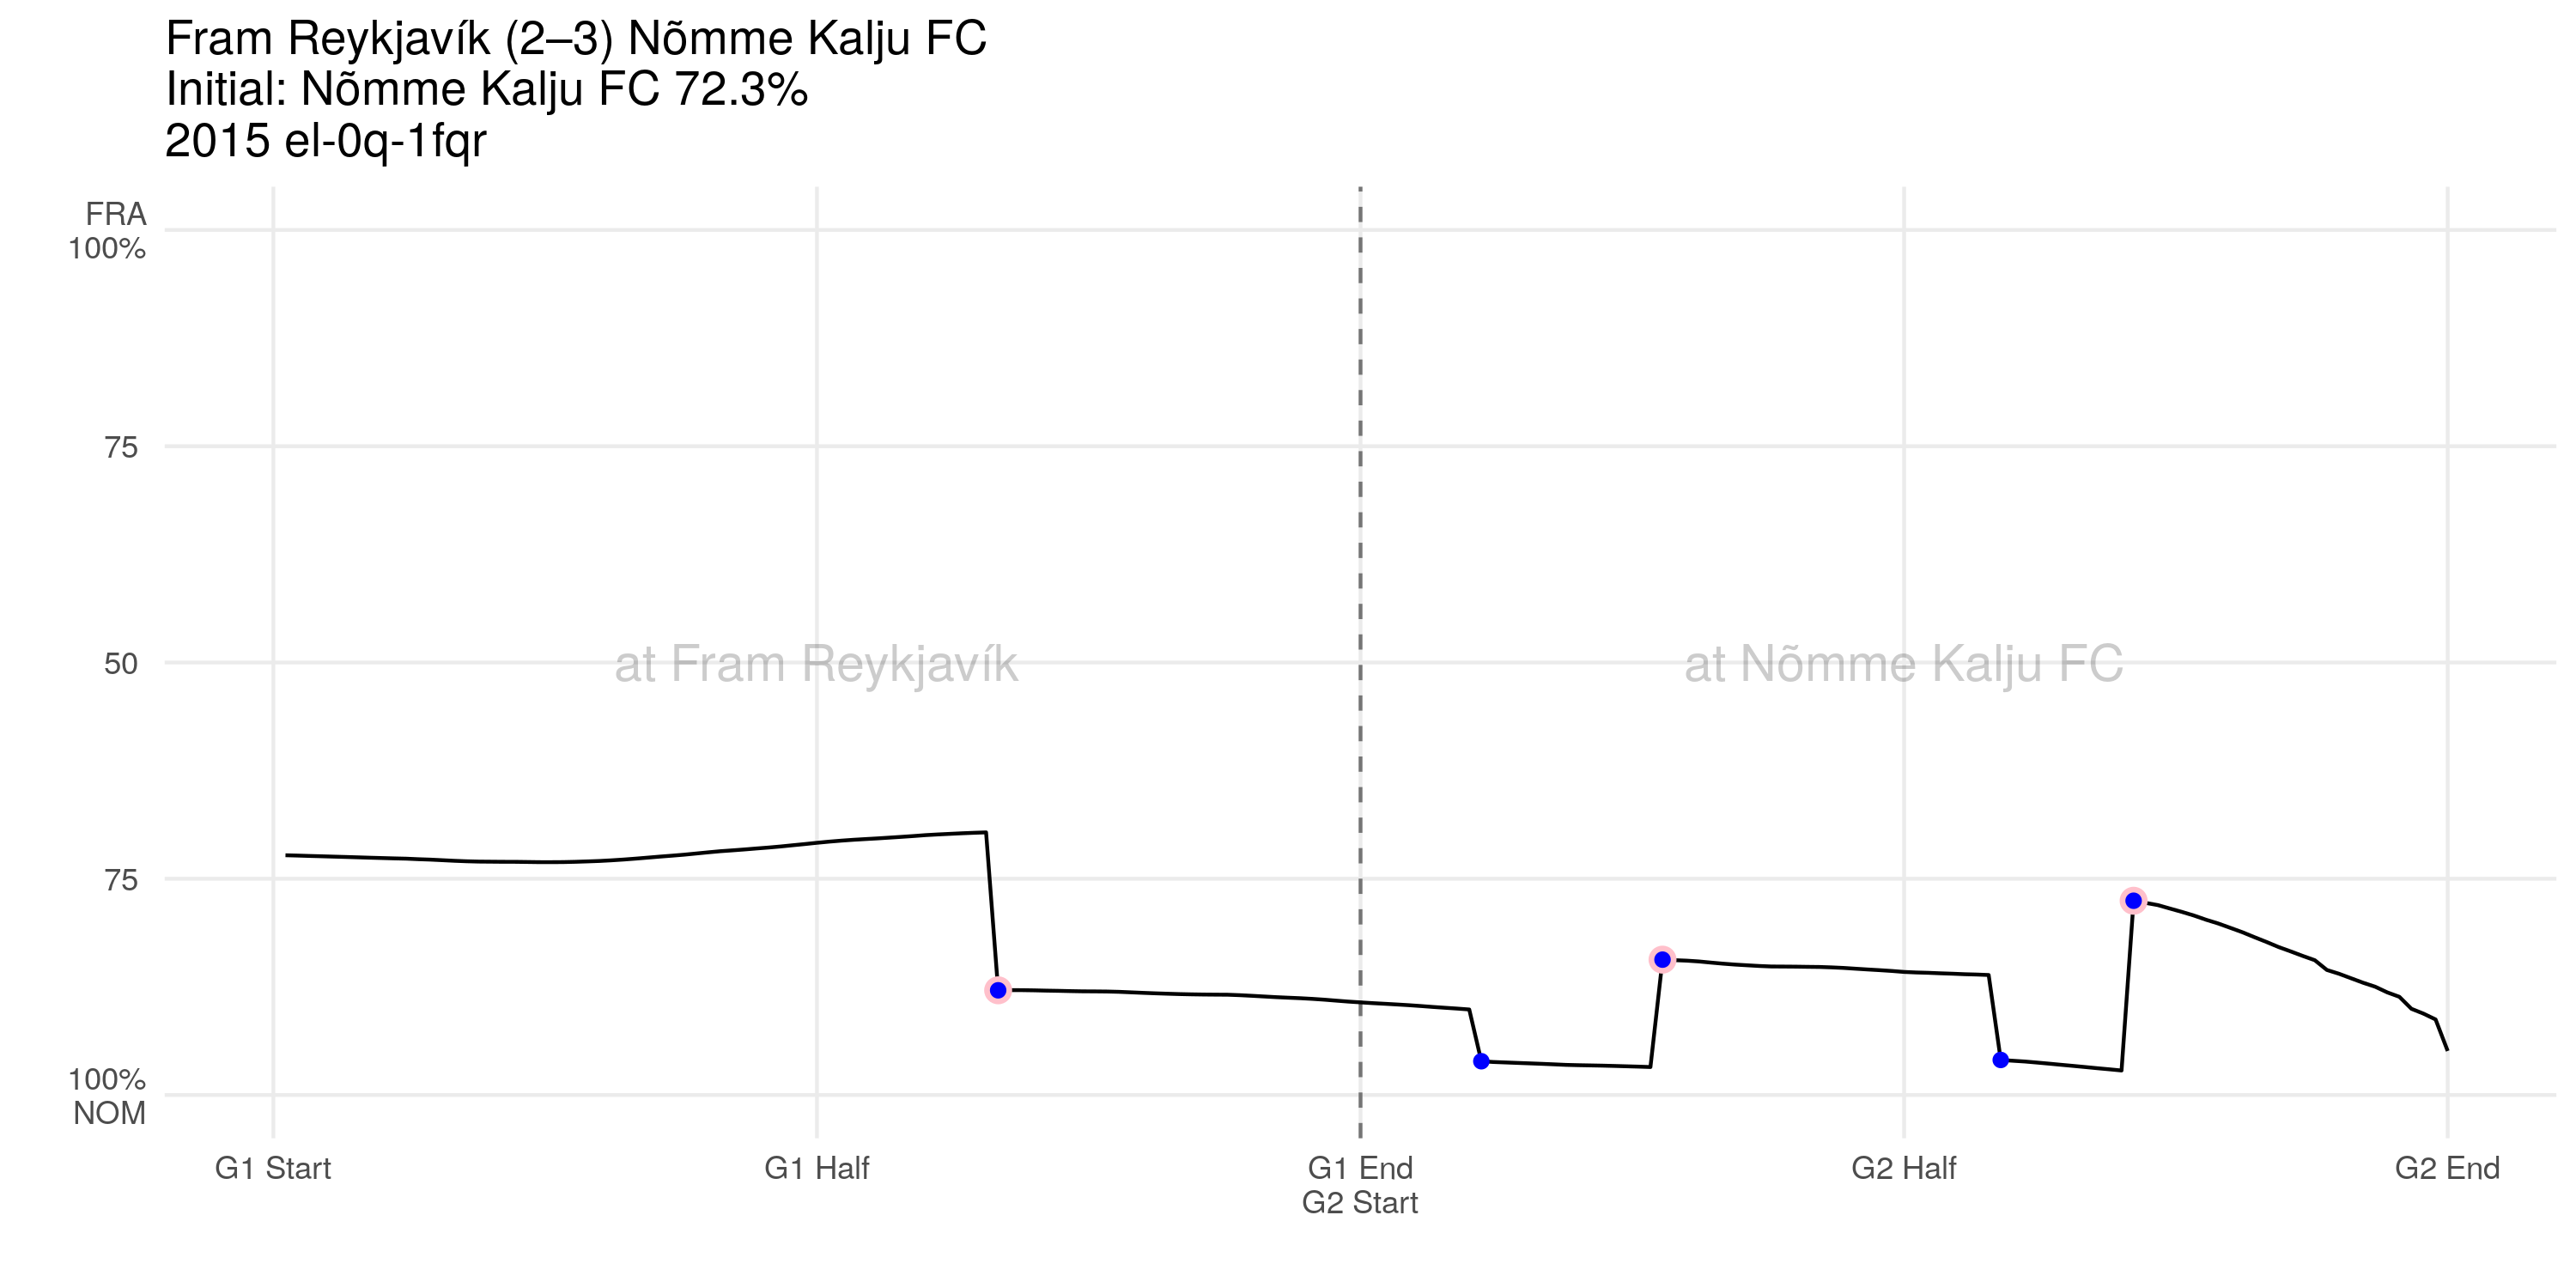 Fram Reykjavík (2–3) Nõmme Kalju FC
Initial: Nõmme Kalju FC 72.3%
2015 el-0q-1fqr
FRA
100%
75
50
75
100%
NOM
at Fram Reykjavík
at Nõmme Kalju FC
G1 Start
G1 Half
G1 End
G2 Start
G2 Half
G2 End